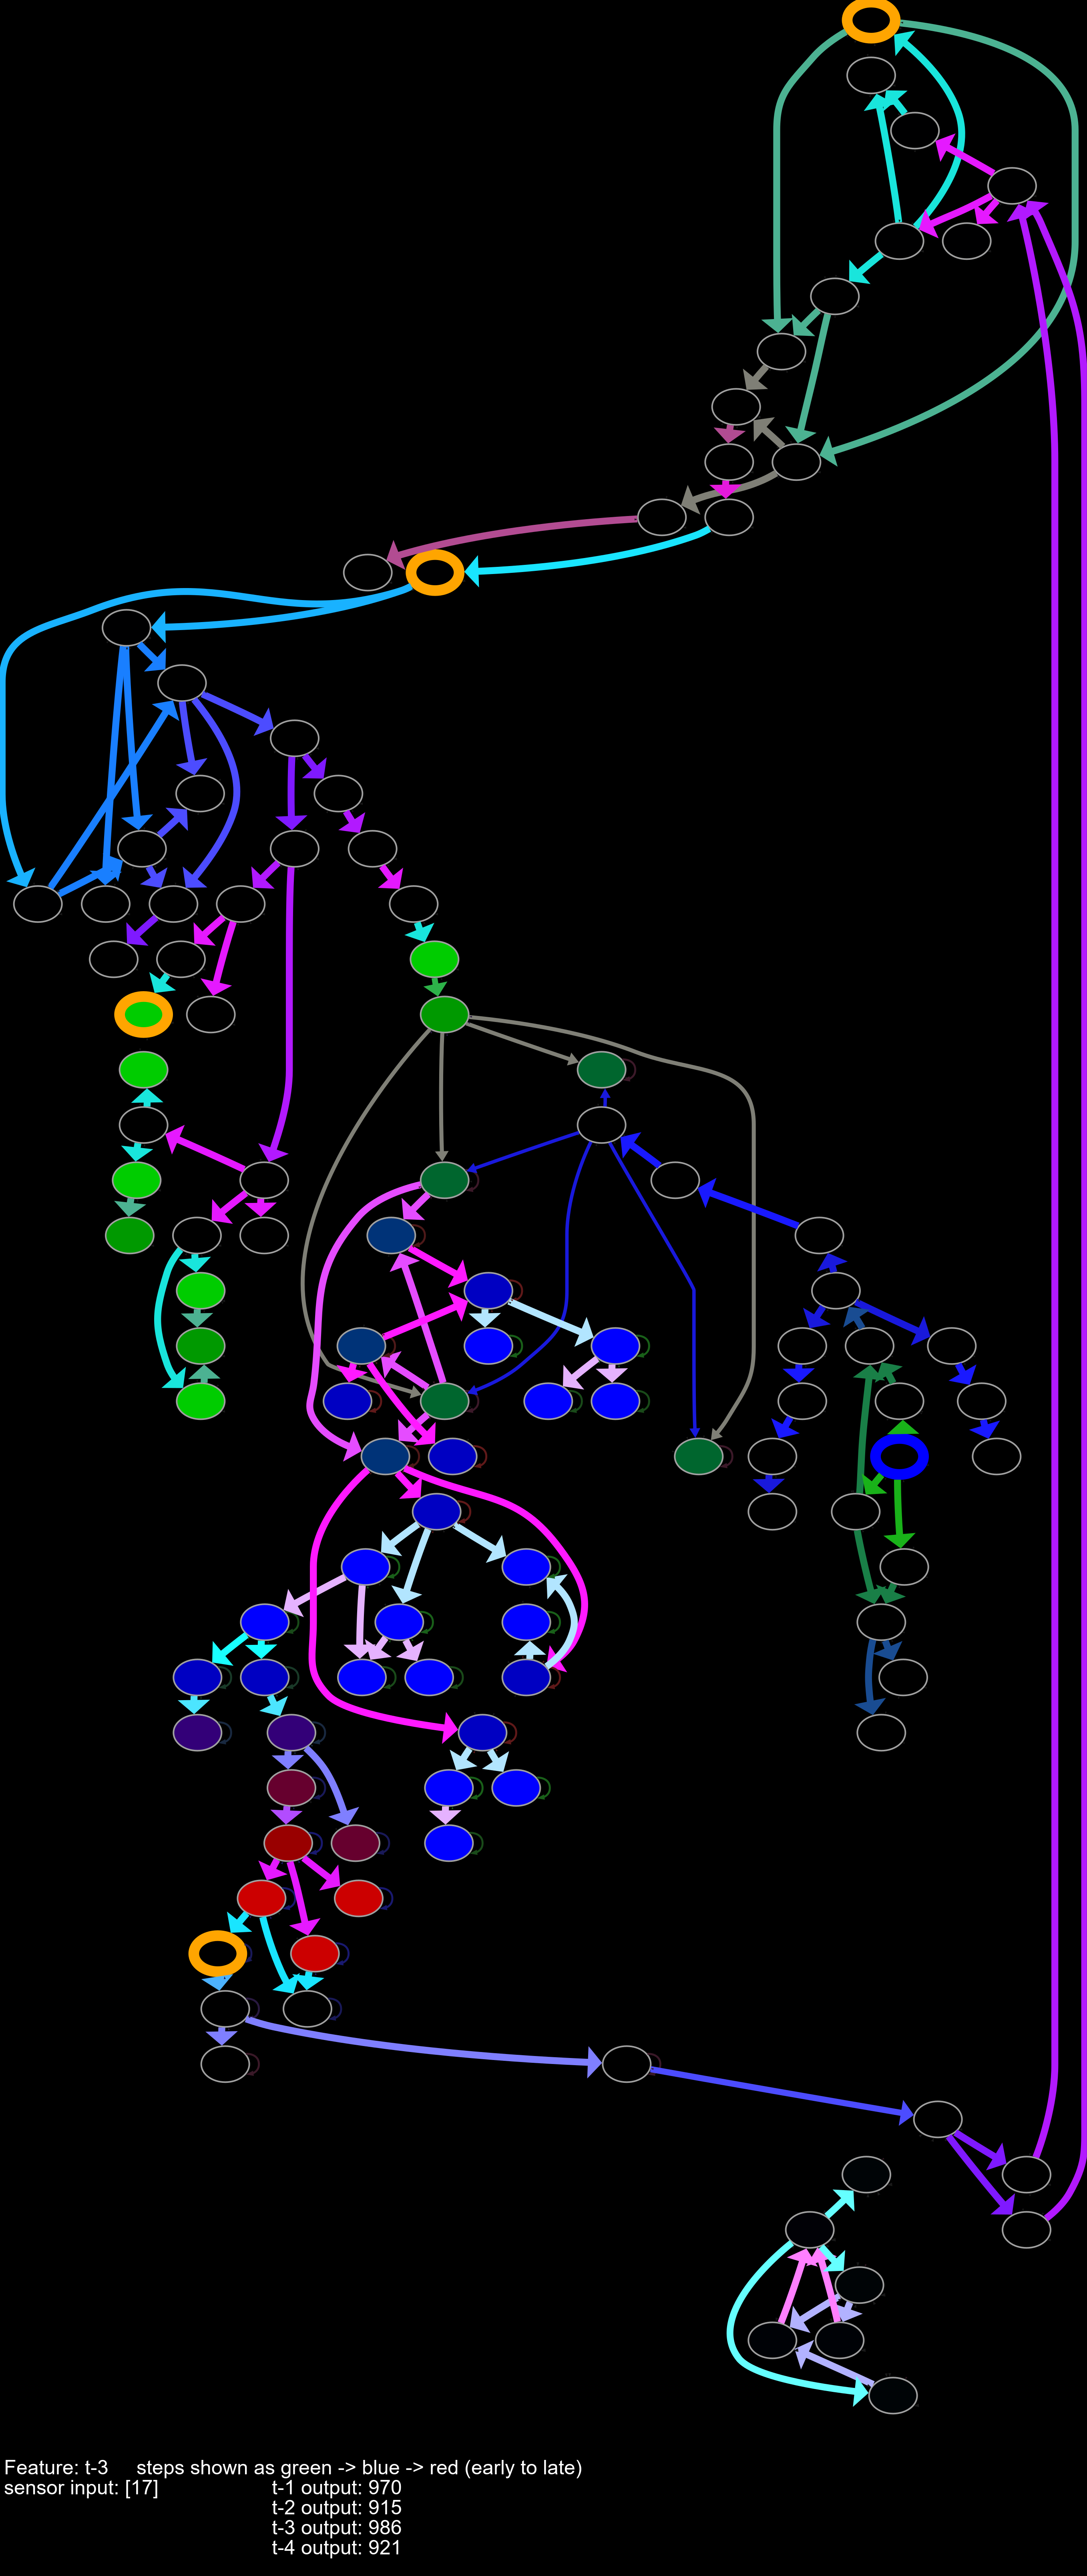 Feature: t-3 steps shown as green -> blue -> red (early to late)
sensor input: [17] t-1 output: 970
t-2 output: 915
t-3 output: 986
t-4 output: 921